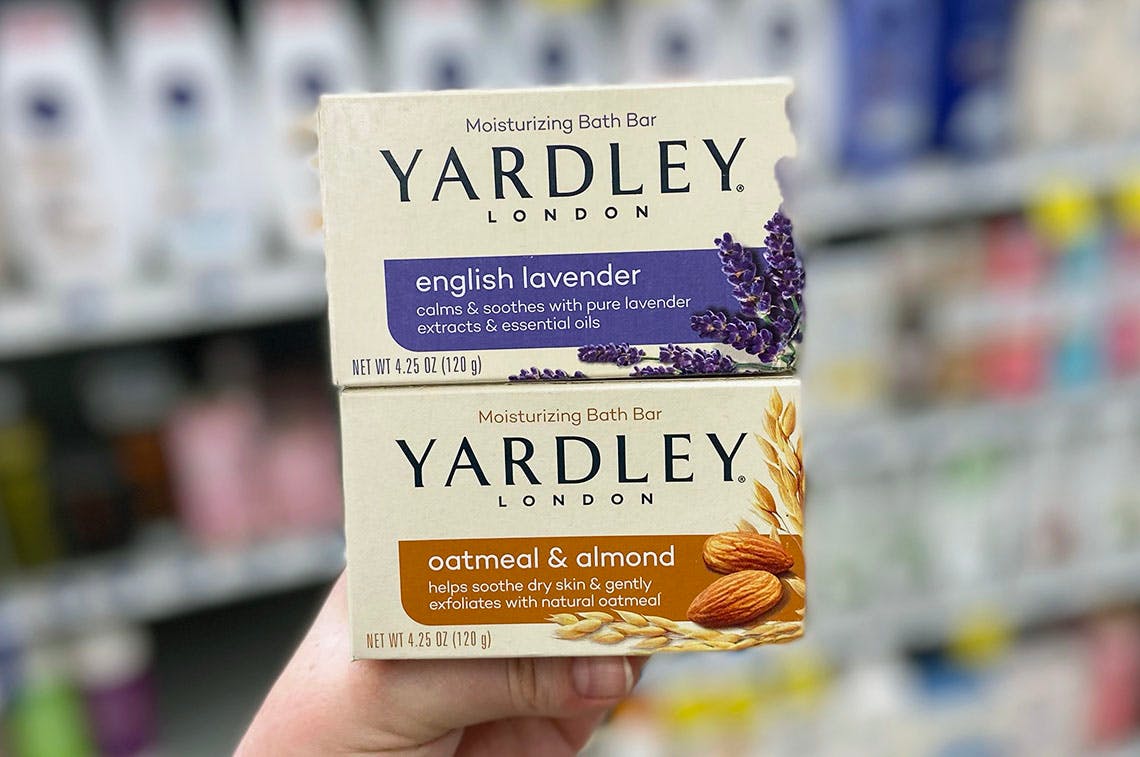 Moisturizing Bath Bar
YARDLEY®
LONDON
english lavender
calms & soothes with pure lavender
extracts & essential oils
NET WT 4.25 OZ (120 g)
Moisturizing Bath Bar
YARDLEY®
LONDON
oatmeal & almond
helps soothe dry skin & gently
exfoliates with natural oatmeal
NET WT 4.25 OZ (120 g)